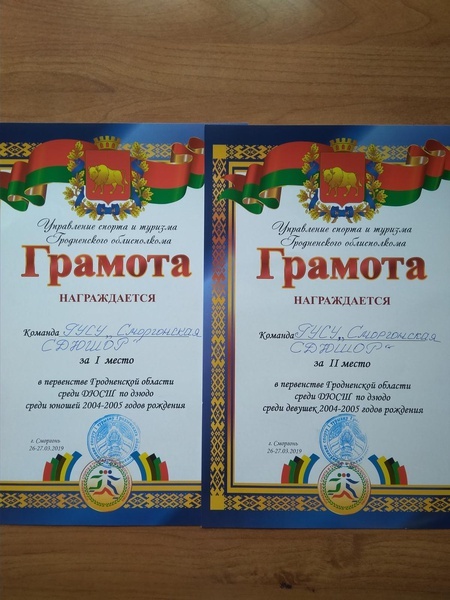 Управление спорта и туризма
Гродненского облисполкома
Грамота
НАГРАЖДАЕТСЯ
Команда ГУСУ „Сморгонская
СДЮШОР"
за I место
в первенстве Гродненской области
среди ДЮСШ по дзюдо
среди юношей 2004-2005 годов рождения
г. Сморгонь
26-27.03.2019
Управление спорта и туризма
Гродненского облисполкома
Грамота
НАГРАЖДАЕТСЯ
Команда ГУСУ „Сморгонская
СДЮШОР"
за II место
в первенстве Гродненской области
среди ДЮСШ по дзюдо
среди девушек 2004-2005 годов рождения
г. Сморгонь
26-27.03.2019